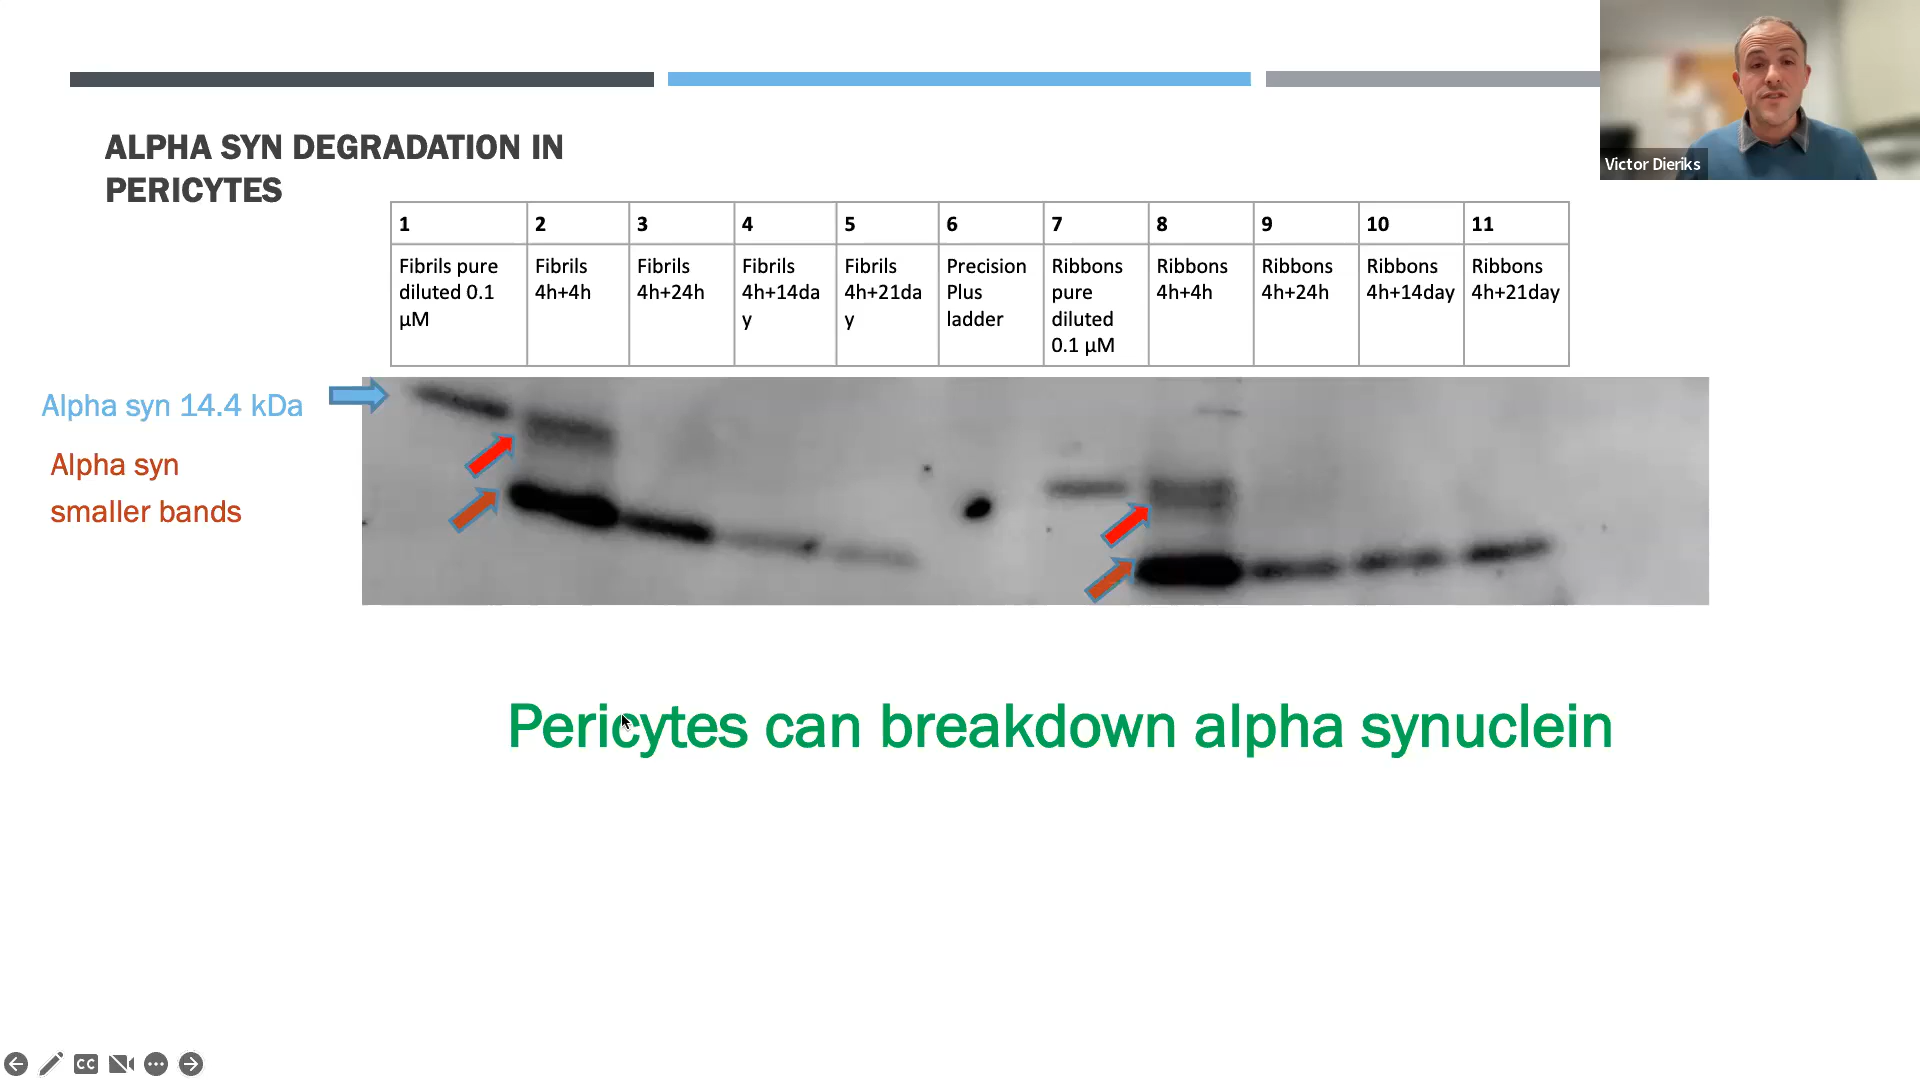 Victor Dieriks
ALPHA SYN DEGRADATION IN
PERICYTES
1 2 3 4 5 6 7 8 9 10 11
Fibrils pure
diluted 0.1
µM
Fibrils
4h+4h
Fibrils
4h+24h
Fibrils
4h+14da
y
Fibrils
4h+21da
y
Precision
Plus
ladder
Ribbons
pure
diluted
0.1 µM
Ribbons
4h+4h
Ribbons
4h+24h
Ribbons
4h+14day
Ribbons
4h+21day
Alpha syn 14.4 kDa
Alpha syn
smaller bands
Pericytes can breakdown alpha synuclein
CC